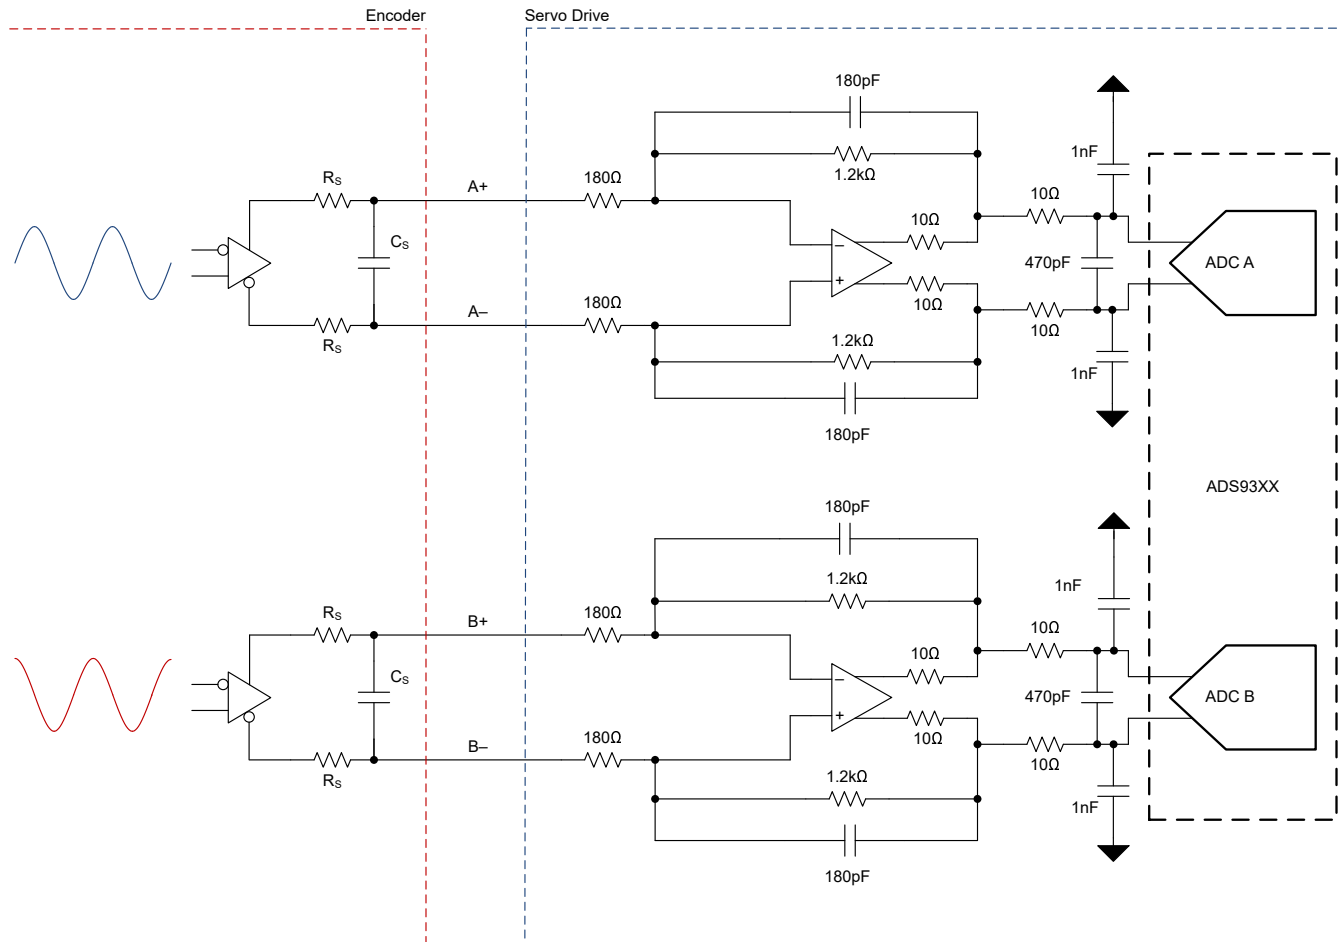 Encoder
Servo Drive
180pF
1.2kΩ
1nF
RS
A+
180Ω
10Ω
10Ω
CS
–
+
470pF
ADC A
10Ω
180Ω
A–
10Ω
RS
1.2kΩ
1nF
180pF
ADS93XX
180pF
1.2kΩ
1nF
RS
B+
180Ω
10Ω
10Ω
CS
–
+
470pF
ADC B
10Ω
180Ω
B–
10Ω
RS
1.2kΩ
1nF
180pF